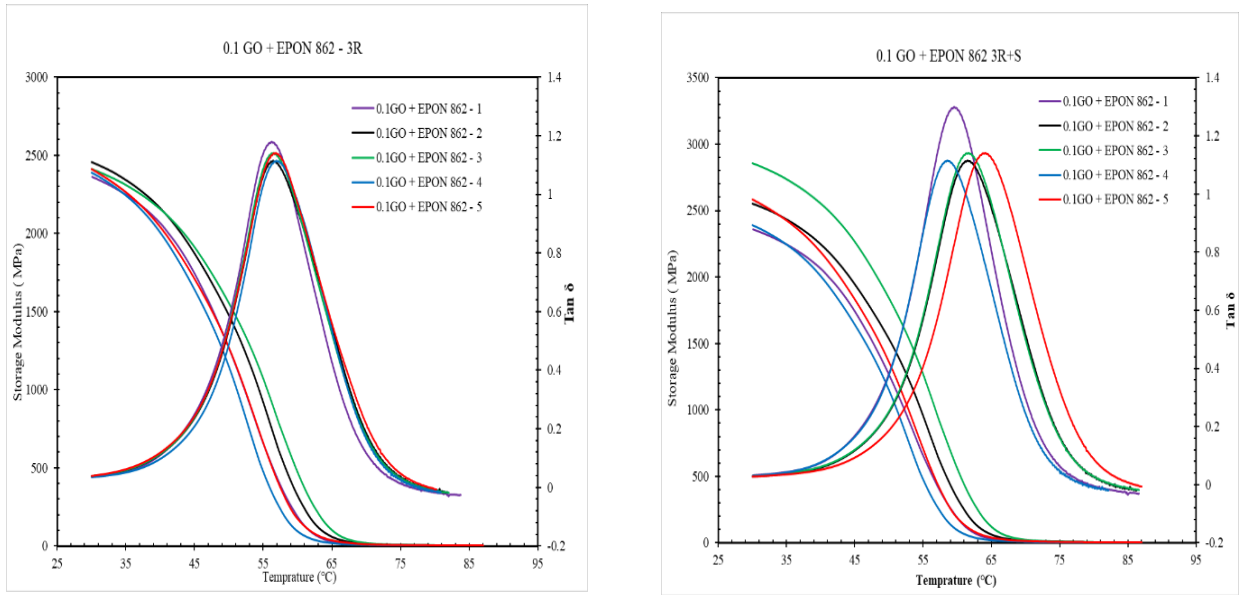 0.1 GO + EPON 862 - 3R
3000
2500
2000
1500
1000
500
0
Storage Modulus ( MPa)
1.4
1.2
1
0.8
0.6
0.4
0.2
0
-0.2
Tan δ
0.1GO + EPON 862 - 1
0.1GO + EPON 862 - 2
0.1GO + EPON 862 - 3
0.1GO + EPON 862 - 4
0.1GO + EPON 862 - 5
25 35 45 55 65 75 85 95
Temprature (°C)
0.1 GO + EPON 862 3R+S
3500
3000
2500
2000
1500
1000
500
0
Storage Modulus ( MPa)
1.4
1.2
1
0.8
0.6
0.4
0.2
0
-0.2
Tan δ
0.1GO + EPON 862 - 1
0.1GO + EPON 862 - 2
0.1GO + EPON 862 - 3
0.1GO + EPON 862 - 4
0.1GO + EPON 862 - 5
25 35 45 55 65 75 85 95
Temprature (°C)